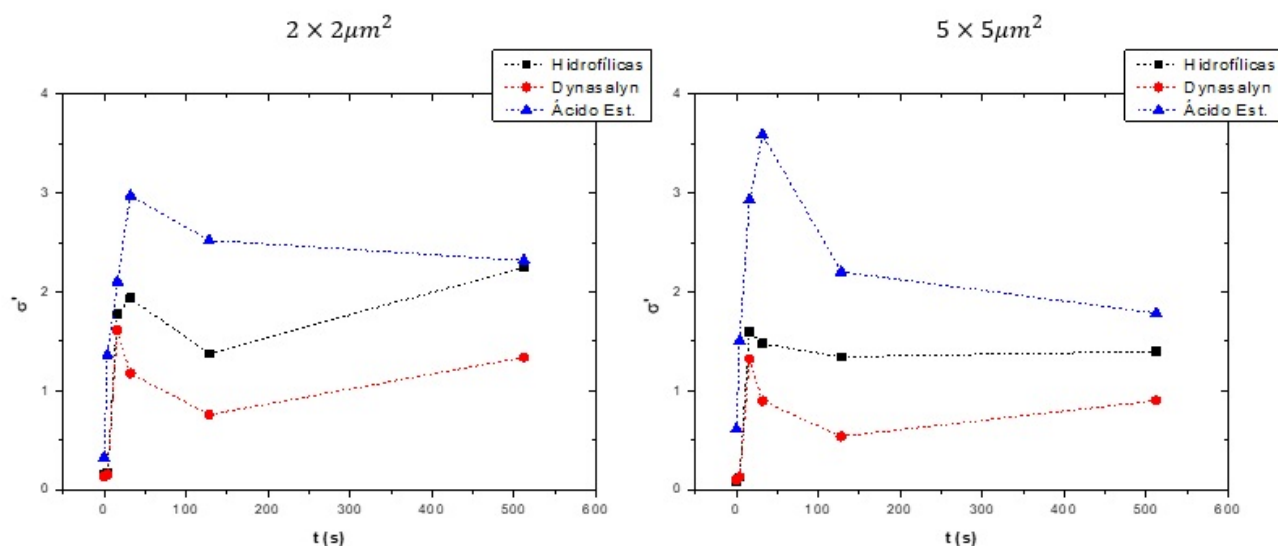 2 × 2μm²
Hidrofílicas
Dynasalyn
Ácido Est.
4
3
2
1
0
σ'
0 100 200 300 400 500 600
t (s)
5 × 5μm²
Hidrofílicas
Dynasalyn
Ácido Est.
4
3
2
1
0
σ'
0 100 200 300 400 500 600
t (s)